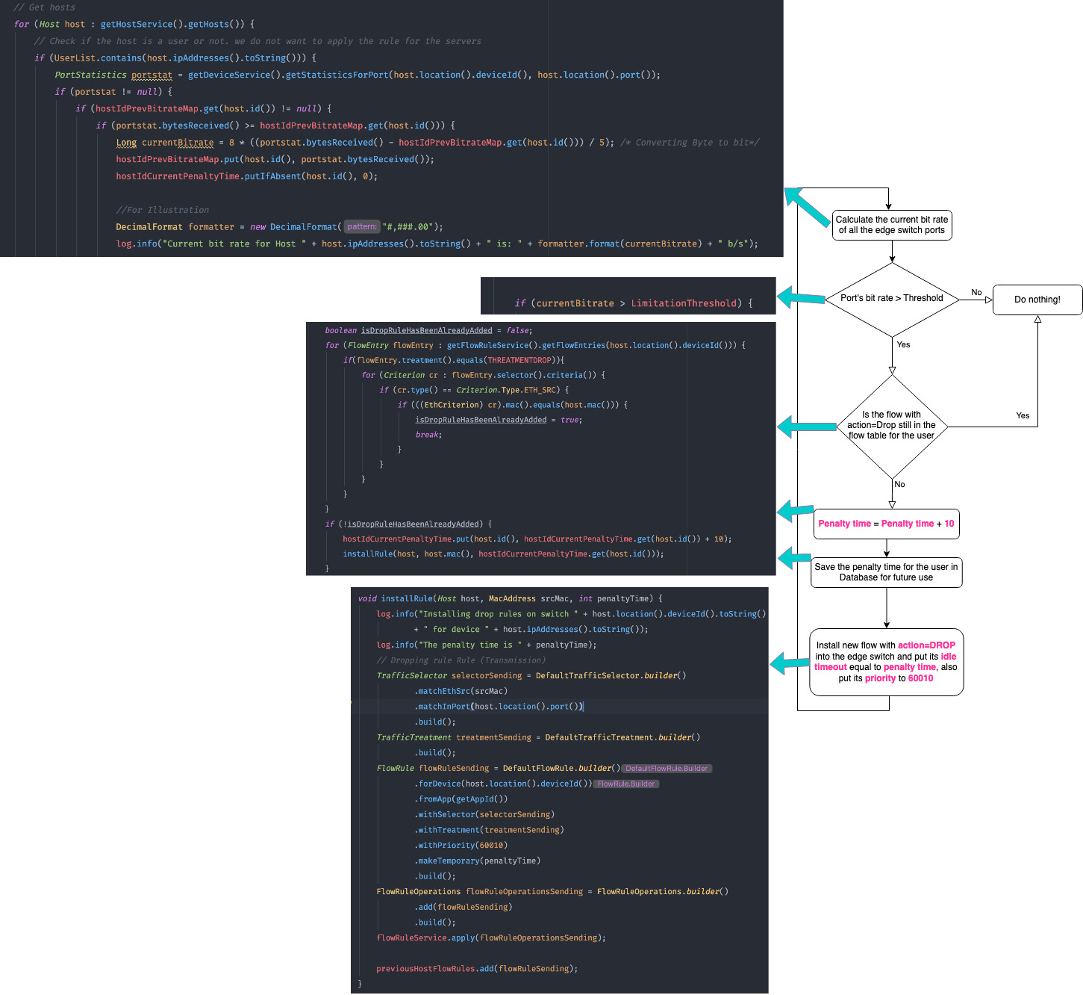 // Get hosts
for (Host host : getHostService().getHosts()) {
// Check if the host is a user or not. we do not want to apply the rule for the servers
if (UserList.contains(host.ipAddresses().toString())) {
PortStatistics portstat = getDeviceService().getStatisticsForPort(host.location().deviceId(), host.location().port());
if (portstat != null) {
if (hostIdPrevBitrateMap.get(host.id()) != null) {
if (portstat.bytesReceived() >= hostIdPrevBitrateMap.get(host.id())) {
Long currentBitrate = 8 * ((portstat.bytesReceived() - hostIdPrevBitrateMap.get(host.id())) / 5); /* Converting Byte to bit*/
hostIdPrevBitrateMap.put(host.id(), portstat.bytesReceived());
hostIdCurrentPenaltyTime.putIfAbsent(host.id(), 0);
//For Illustration
DecimalFormat formatter = new DecimalFormat( pattern: "#,###.00");
log.info("Current bit rate for Host " + host.ipAddresses().toString() + " is: " + formatter.format(currentBitrate) + " b/s");
if (currentBitrate > LimitationThreshold) {
boolean isDropRuleHasBeenAlreadyAdded = false;
for (FlowEntry flowEntry : getFlowRuleService().getFlowEntries(host.location().deviceId())) {
if(flowEntry.treatment().equals(THREATMENTDROP)){
for (Criterion cr : flowEntry.selector().criteria()) {
if (cr.type() == Criterion.Type.ETH_SRC) {
if (((EthCriterion) cr).mac().equals(host.mac())) {
isDropRuleHasBeenAlreadyAdded = true;
break;
}
}
}
}
}
if (!isDropRuleHasBeenAlreadyAdded) {
hostIdCurrentPenaltyTime.put(host.id(), hostIdCurrentPenaltyTime.get(host.id()) + 10);
installRule(host, host.mac(), hostIdCurrentPenaltyTime.get(host.id()));
}
void installRule(Host host, MacAddress srcMac, int penaltyTime) {
log.info("Installing drop rules on switch " + host.location().deviceId().toString()
+ " for device " + host.ipAddresses().toString());
log.info("The penalty time is " + penaltyTime);
// Dropping rule Rule (Transmission)
TrafficSelector selectorSending = DefaultTrafficSelector.builder()
.matchEthSrc(srcMac)
.matchInPort(host.location().port())
.build();
TrafficTreatment treatmentSending = DefaultTrafficTreatment.builder()
.build();
FlowRule flowRuleSending = DefaultFlowRule.builder() DefaultFlowRule.Builder
.forDevice(host.location().deviceId()) FlowRule.Builder
.fromApp(getAppId())
.withSelector(selectorSending)
.withTreatment(treatmentSending)
.withPriority(60010)
.makeTemporary(penaltyTime)
.build();
FlowRuleOperations flowRuleOperationsSending = FlowRuleOperations.builder()
.add(flowRuleSending)
.build();
flowRuleService.apply(flowRuleOperationsSending);
previousHostFlowRules.add(flowRuleSending);
}
Calculate the current bit rate
of all the edge switch ports
Port's bit rate > Threshold
No
Do nothing!
Yes
Is the flow with
action=Drop still in the
flow table for the user
Yes
No
Penalty time = Penalty time + 10
Save the penalty time for the user in
Database for future use
Install new flow with action=DROP
into the edge switch and put its idle
timeout equal to penalty time, also
put its priority to 60010